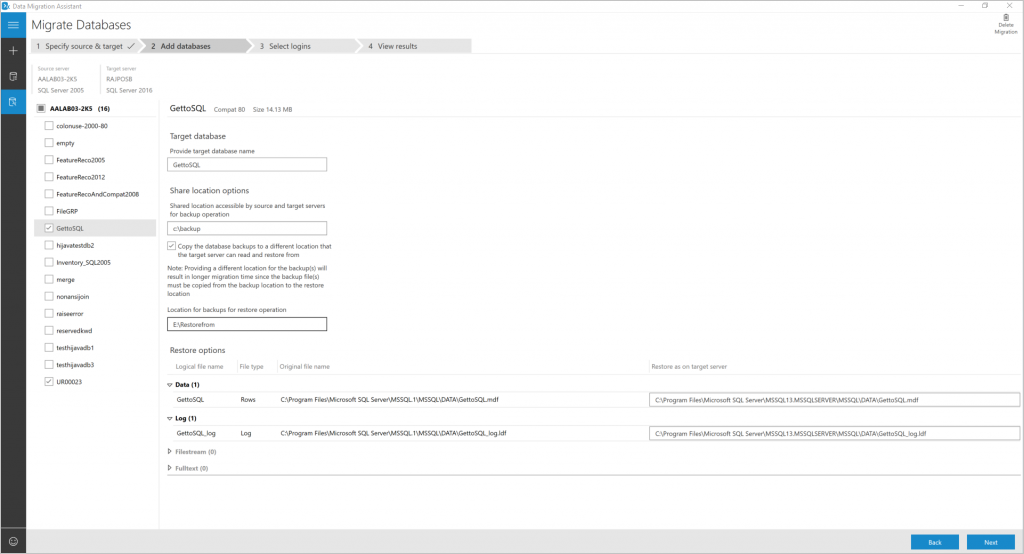 Data Migration Assistant
Migrate Databases
Delete
Migration
1 Specify source & target
2 Add databases
3 Select logins
4 View results
Source server
AALAB03-2K5
SQL Server 2005
Target server
RAJPOSB
SQL Server 2016
AALAB03-2K5 (16)
colonuse-2000-80
empty
FeatureReco2005
FeatureReco2012
FeatureRecoAndCompat2008
FileGRP
GettoSQL
hijavatestdb2
Inventory_SQL2005
merge
nonansijoin
raiseerror
reservedkwd
testhijavadb1
testhijavadb3
UR00023
GettoSQL Compat 80 Size 14.13 MB
Target database
Provide target database name
GettoSQL
Share location options
Shared location accessible by source and target servers
for backup operation
c:\backup
Copy the database backups to a different location that
the target server can read and restore from
Note: Providing a different location for the backup(s) will
result in longer migration time since the backup file(s)
must be copied from the backup location to the restore
location
Location for backups for restore operation
E:\Restorefrom
Restore options
Logical file name File type Original file name Restore as on target server
Data (1)
GettoSQL Rows C:\Program Files\Microsoft SQL Server\MSSQL.1\MSSQL\DATA\GettoSQL.mdf C:\Program Files\Microsoft SQL Server\MSSQL13.MSSQLSERVER\MSSQL\DATA\GettoSQL.mdf
Log (1)
GettoSQL_log Log C:\Program Files\Microsoft SQL Server\MSSQL.1\MSSQL\DATA\GettoSQL_log.ldf C:\Program Files\Microsoft SQL Server\MSSQL13.MSSQLSERVER\MSSQL\DATA\GettoSQL_log.ldf
Filestream (0)
Fulltext (0)
Back
Next